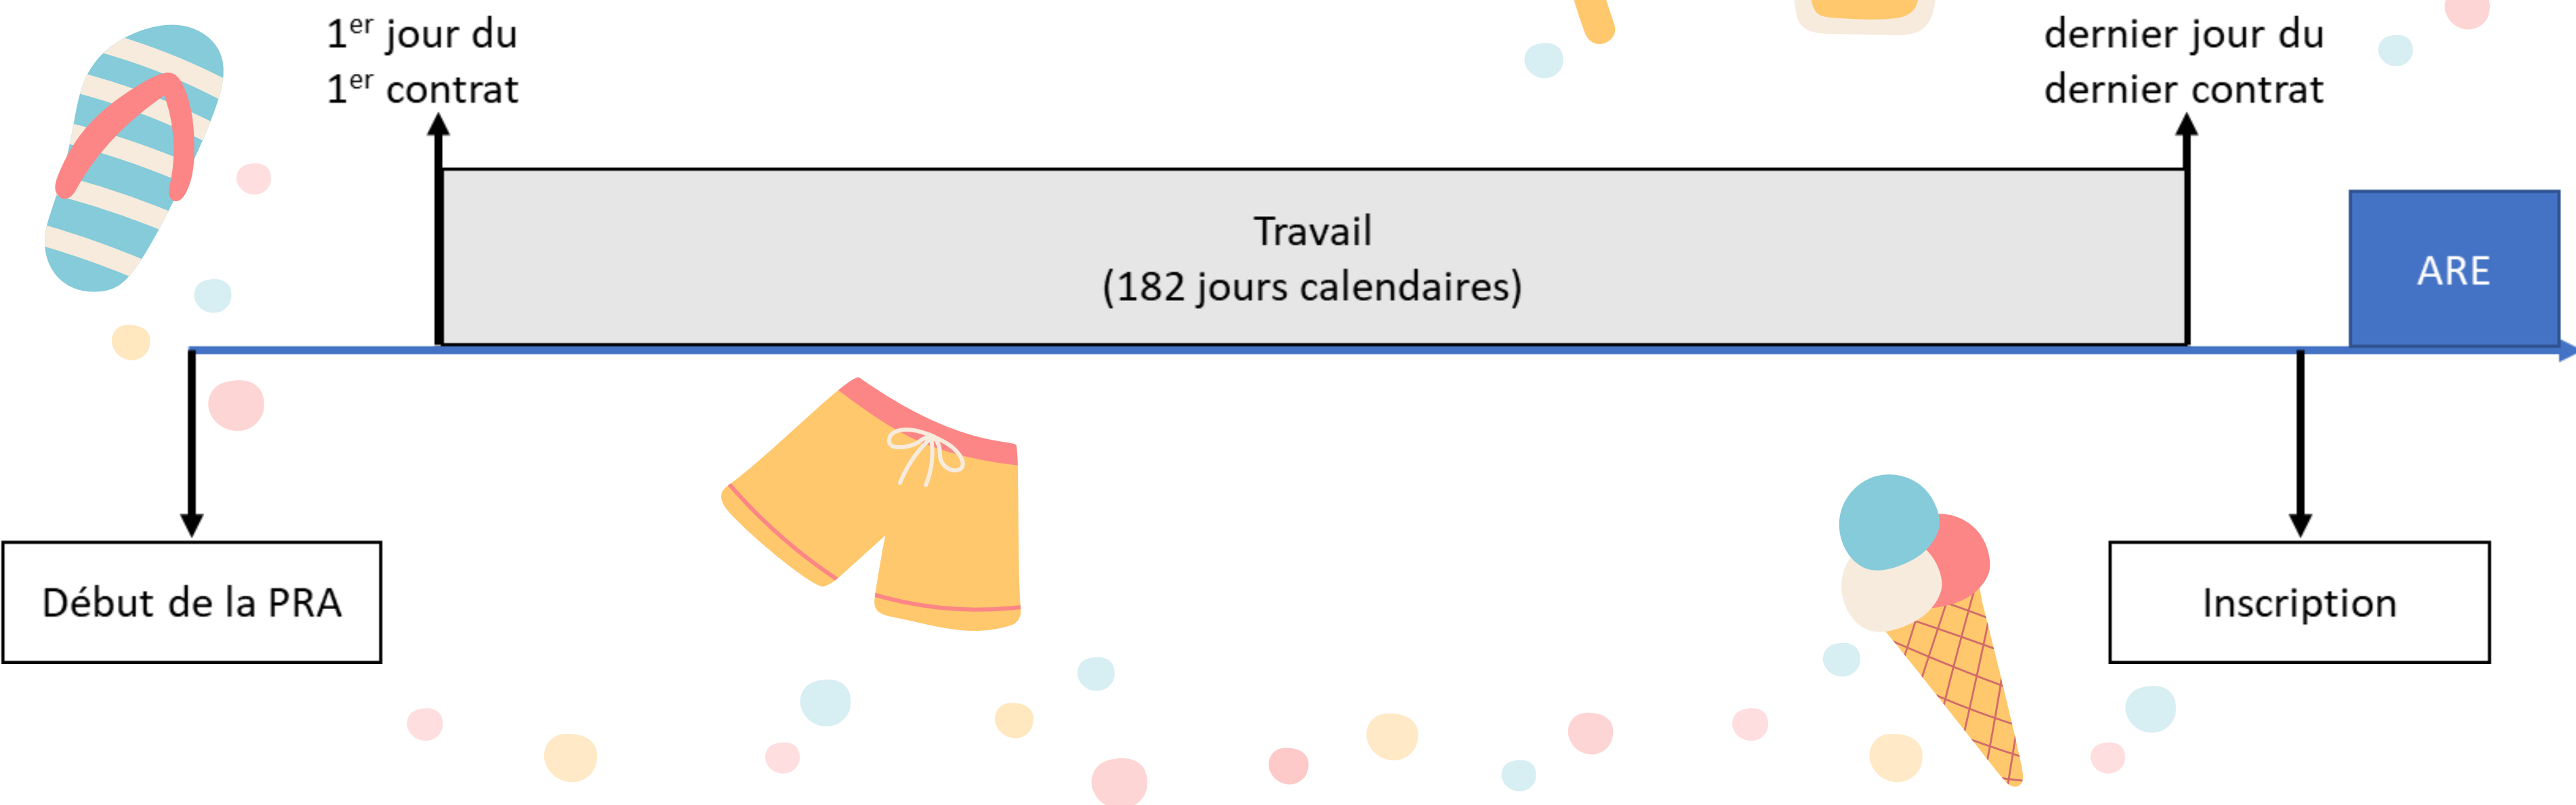 1er jour du
1er contrat
dernier jour du
dernier contrat
Travail
(182 jours calendaires)
ARE
Début de la PRA
Inscription